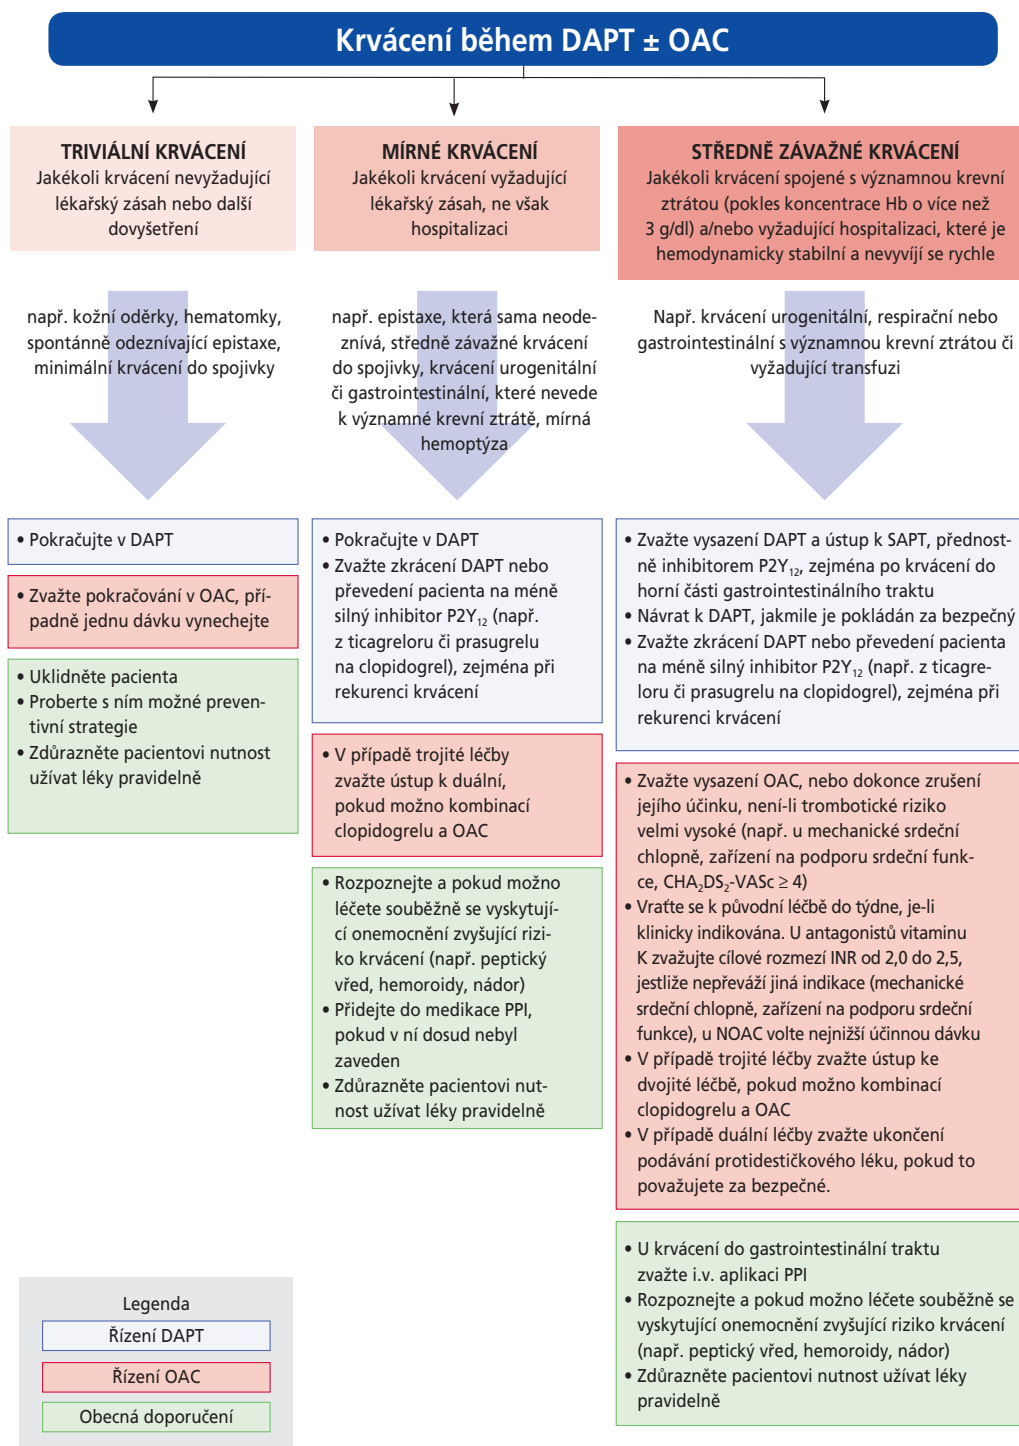 Krvácení během DAPT ± OAC
TRIVIÁLNÍ KRVÁCENÍ
Jakékoli krvácení nevyžadující
lékařský zásah nebo další
dovyšetření
např. kožní oděrky, hematomky,
spontánně odeznívající epistaxe,
minimální krvácení do spojivky
• Pokračujte v DAPT
• Zvažte pokračování v OAC, pří-
padně jednu dávku vynechejte
• Uklidněte pacienta
• Proberte s ním možné preven-
tivní strategie
• Zdůrazněte pacientovi nutnost
užívat léky pravidelně
MÍRNÉ KRVÁCENÍ
Jakékoli krvácení vyžadující
lékařský zásah, ne však
hospitalizaci
např. epistaxe, která sama neode-
znívá, středně závažné krvácení
do spojivky, krvácení urogenitální
či gastrointestinální, které nevede
k významné krevní ztrátě, mírná
hemoptýza
• Pokračujte v DAPT
• Zvažte zkrácení DAPT nebo
převedení pacienta na méně
silný inhibitor P2Y₁₂ (např.
z ticagreloru či prasugrelu
na clopidogrel), zejména při
rekurenci krvácení
• V případě trojité léčby
zvažte ústup k duální,
pokud možno kombinací
clopidogrelu a OAC
• Rozpoznejte a pokud možno
léčete souběžně se vyskytují-
cí onemocnění zvyšující rizi-
ko krvácení (např. peptický
vřed, hemoroidy, nádor)
• Přidejte do medikace PPI,
pokud v ní dosud nebyl
zaveden
• Zdůrazněte pacientovi nut-
nost užívat léky pravidelně
STŘEDNĚ ZÁVAŽNÉ KRVÁCENÍ
Jakékoli krvácení spojené s významnou krevní
ztrátou (pokles koncentrace Hb o více než
3 g/dl) a/nebo vyžadující hospitalizaci, které je
hemodynamicky stabilní a nevyvíjí se rychle
Např. krvácení urogenitální, respirační nebo
gastrointestinální s významnou krevní ztrátou či
vyžadující transfuzi
• Zvažte vysazení DAPT a ústup k SAPT, přednost-
ně inhibitorem P2Y₁₂, zejména po krvácení do
horní části gastrointestinálního traktu
• Návrat k DAPT, jakmile je pokládán za bezpečný
• Zvažte zkrácení DAPT nebo převedení pacienta
na méně silný inhibitor P2Y₁₂ (např. z ticagre-
loru či prasugrelu na clopidogrel), zejména při
rekurenci krvácení
• Zvažte vysazení OAC, nebo dokonce zrušení
jejího účinku, není-li trombotické riziko
velmi vysoké (např. u mechanické srdeční
chlopně, zařízení na podporu srdeční funk-
ce, CHA₂DS₂-VASc ≥ 4)
• Vraťte se k původní léčbě do týdne, je-li
klinicky indikována. U antagonistů vitaminu
K zvažujte cílové rozmezí INR od 2,0 do 2,5,
jestliže nepřeváží jiná indikace (mechanické
srdeční chlopně, zařízení na podporu srdeční
funkce), u NOAC volte nejnižší účinnou dávku
• V případě trojité léčby zvažte ústup ke
dvojité léčbě, pokud možno kombinací
clopidogrelu a OAC
• V případě duální léčby zvažte ukončení
podávání protidestičkového léku, pokud to
považujete za bezpečné.
• U krvácení do gastrointestinální traktu
zvažte i.v. aplikaci PPI
• Rozpoznejte a pokud možno léčete souběžně se
vyskytující onemocnění zvyšující riziko krvácení
(např. peptický vřed, hemoroidy, nádor)
• Zdůrazněte pacientovi nutnost užívat léky
pravidelně
Legenda
Řízení DAPT
Řízení OAC
Obecná doporučení